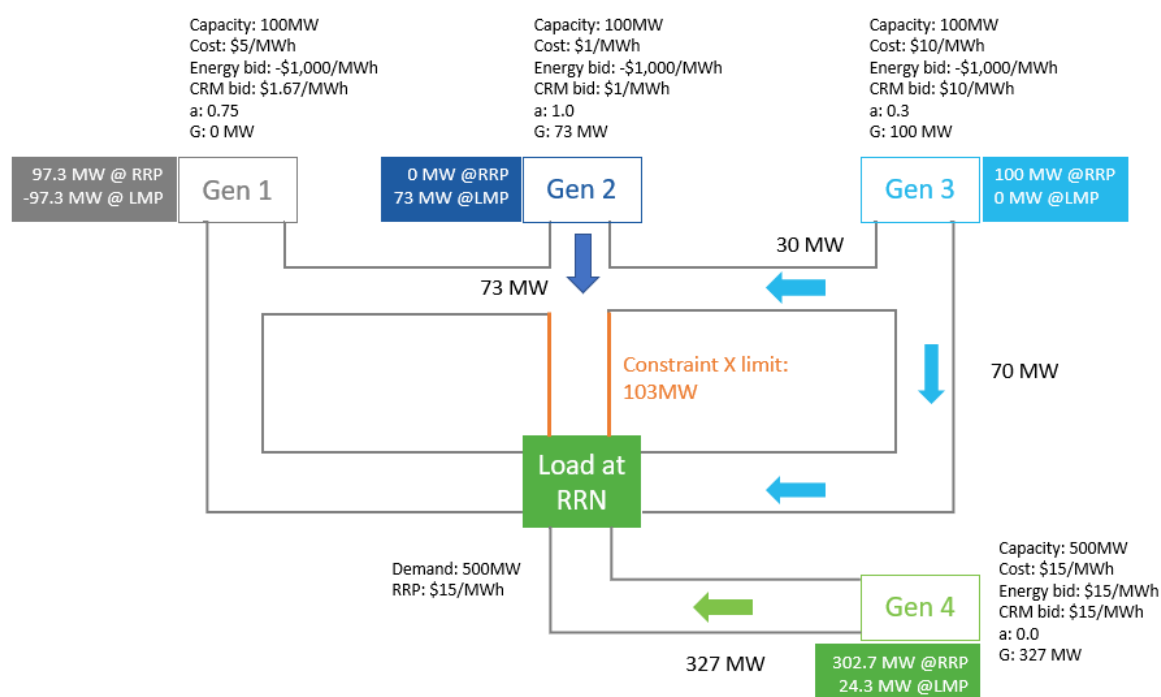 Capacity: 100MW
Cost: $5/MWh
Energy bid: -$1,000/MWh
CRM bid: $1.67/MWh
a: 0.75
G: 0 MW
Capacity: 100MW
Cost: $1/MWh
Energy bid: -$1,000/MWh
CRM bid: $1/MWh
a: 1.0
G: 73 MW
Capacity: 100MW
Cost: $10/MWh
Energy bid: -$1,000/MWh
CRM bid: $10/MWh
a: 0.3
G: 100 MW
97.3 MW @ RRP
-97.3 MW @ LMP
Gen 1
0 MW @RRP
73 MW @LMP
Gen 2
Gen 3
100 MW @RRP
0 MW @LMP
30 MW
73 MW
Constraint X limit:
103MW
70 MW
Load at
RRN
Demand: 500MW
RRP: $15/MWh
Capacity: 500MW
Cost: $15/MWh
Energy bid: $15/MWh
CRM bid: $15/MWh
a: 0.0
G: 327 MW
Gen 4
327 MW
302.7 MW @RRP
24.3 MW @LMP